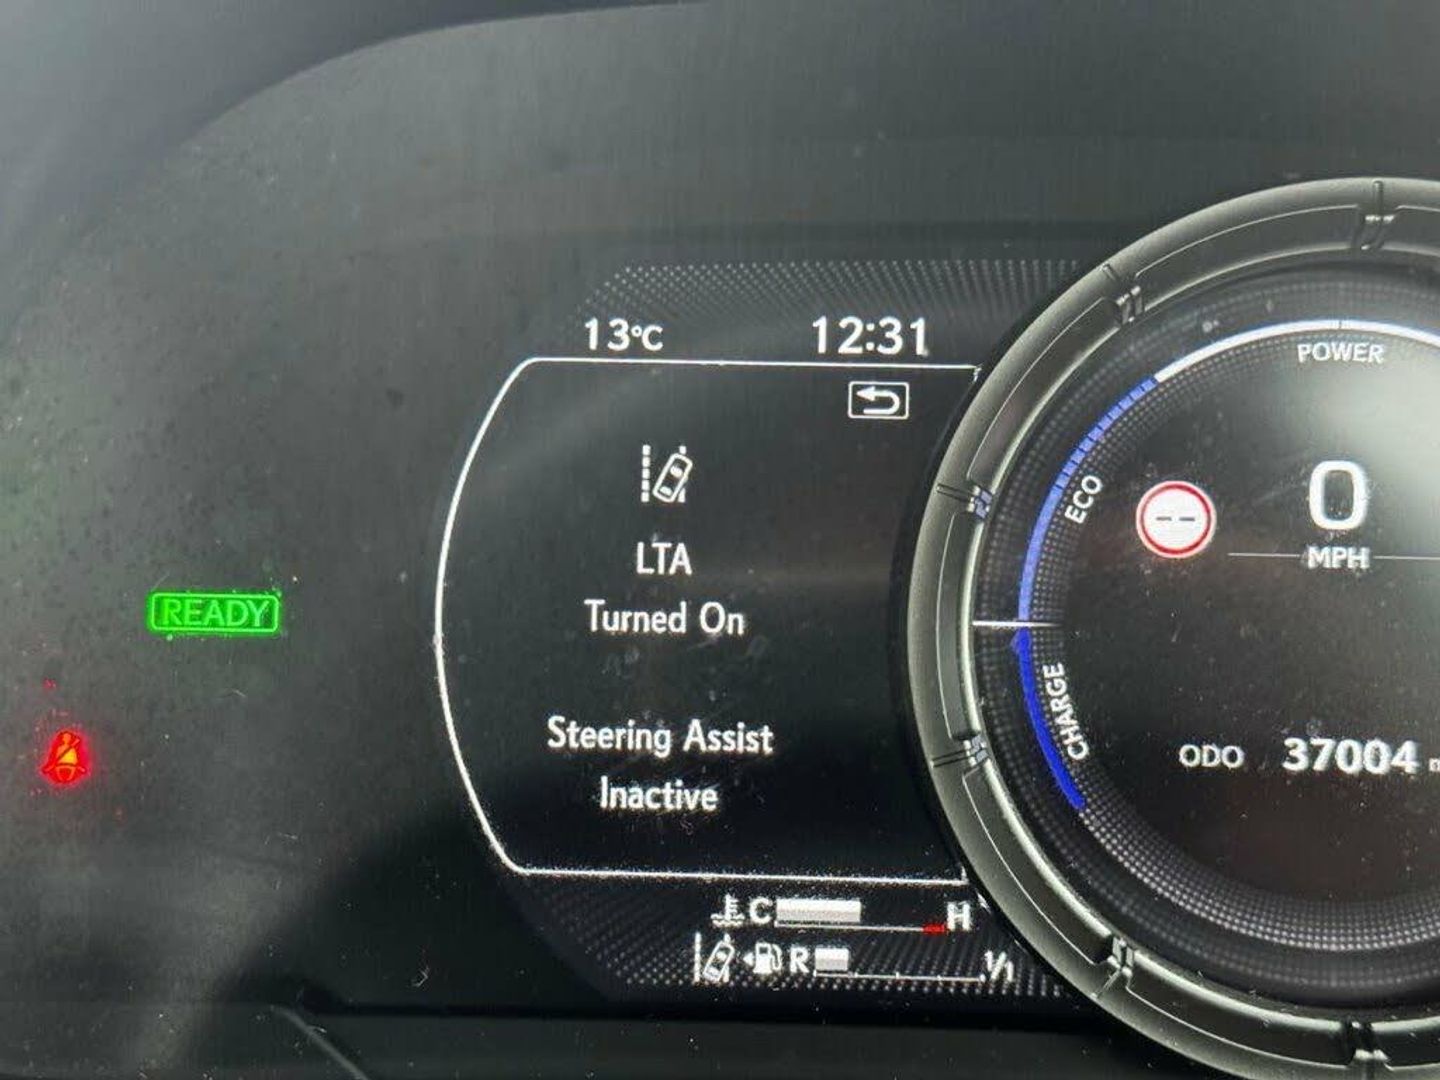 13°C 12:31
POWER
LTA
Turned On
Steering Assist
Inactive
READY
ECO
--
0
MPH
CHARGE
ODO 37004
C H
R 1/1